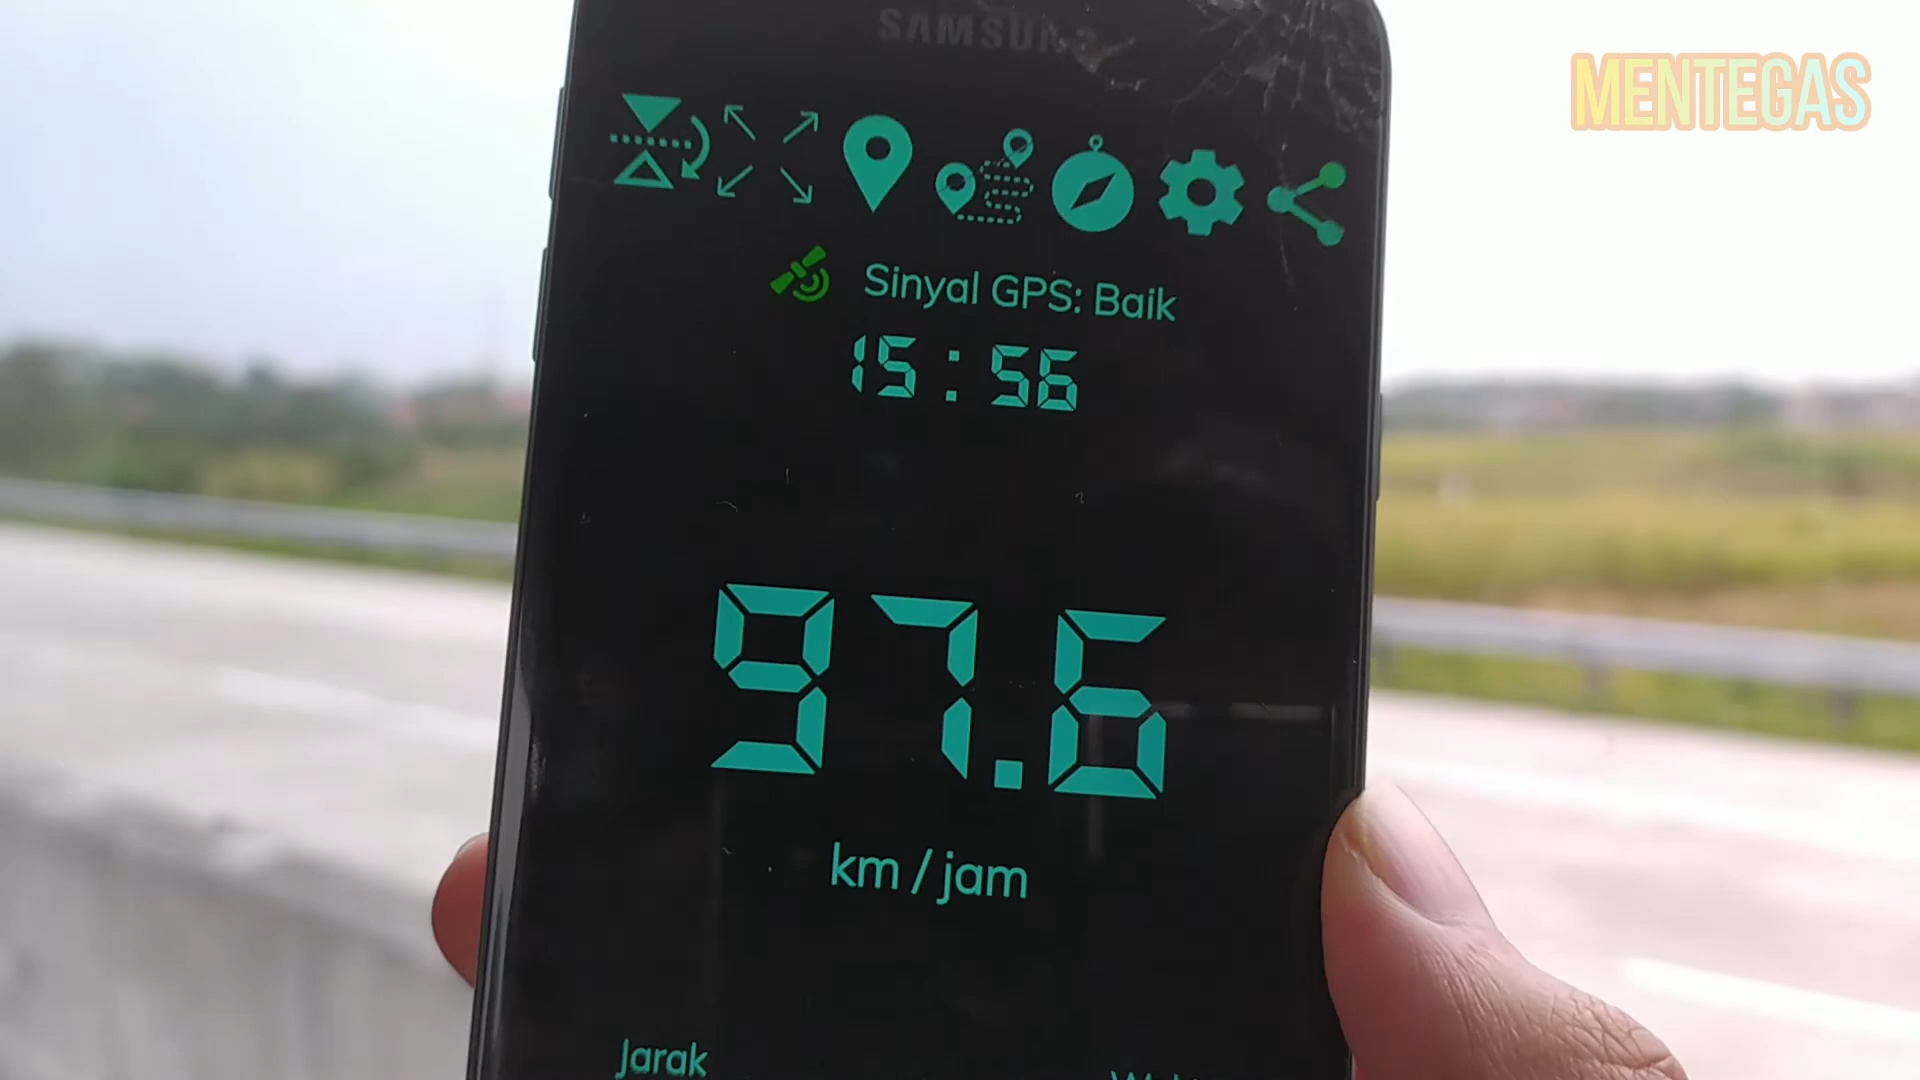 SAMSUNG
MENTEGAS
Sinyal GPS: Baik
15 : 56
97.6
km / jam
Jarak